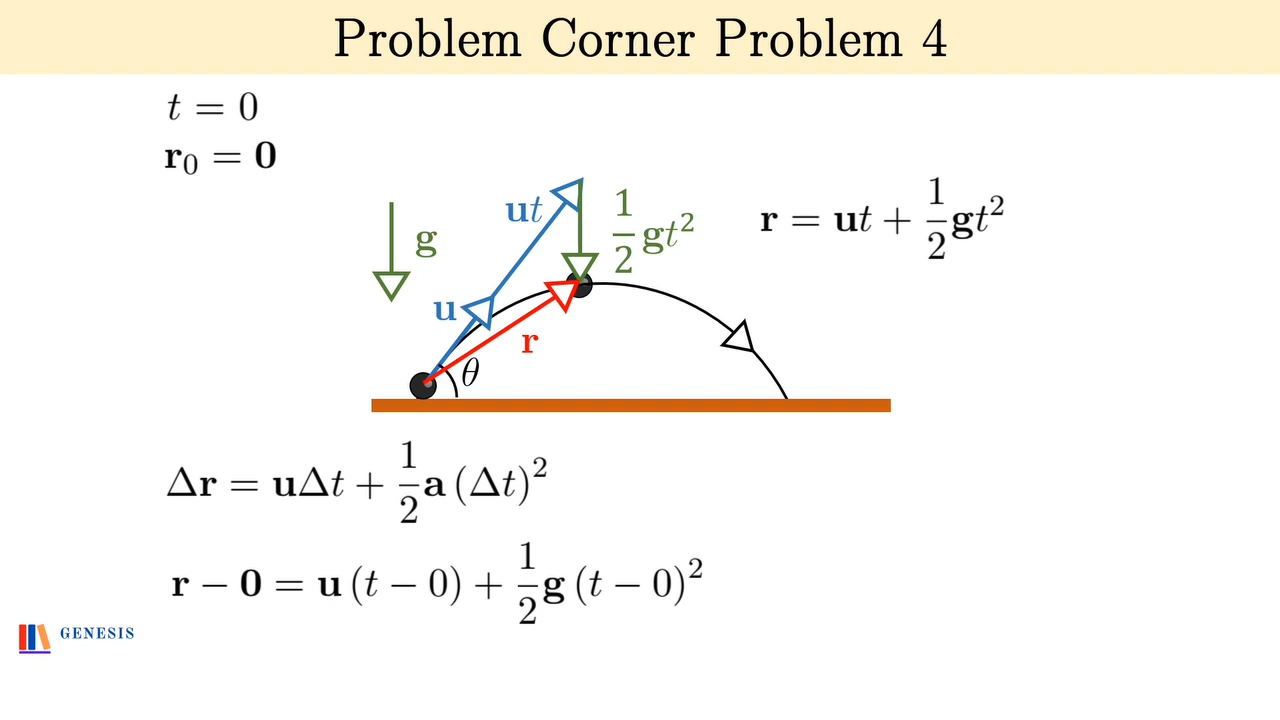 Problem Corner Problem 4
t = 0
r₀ = 0
g
u
ut
1/2 gt²
r
θ
r = ut + 1/2 gt²
Δr = uΔt + 1/2 a (Δt)²
r − 0 = u (t − 0) + 1/2 g (t − 0)²
GENESIS